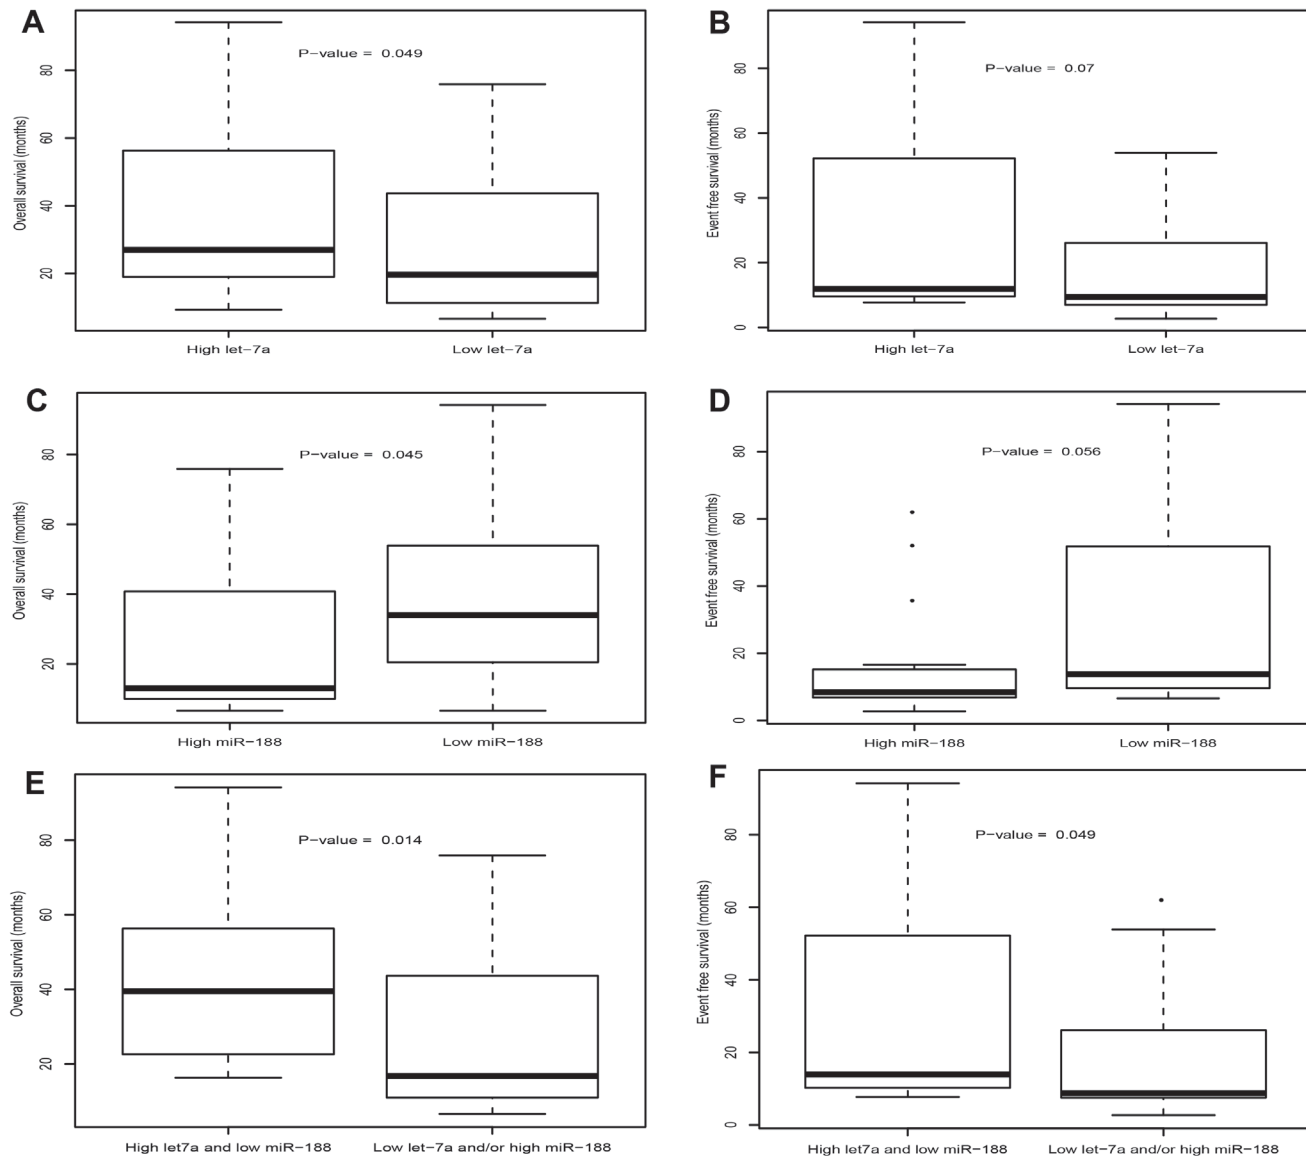 A
P-value = 0.049
Overall survival (months)
20
40
60
80
High let-7a
Low let-7a
B
P-value = 0.07
Event free survival (months)
0
20
40
60
80
High let-7a
Low let-7a
C
P-value = 0.045
Overall survival (months)
20
40
60
80
High miR-188
Low miR-188
D
P-value = 0.056
Event free survival (months)
0
20
40
60
80
High miR-188
Low miR-188
E
P-value = 0.014
Overall survival (months)
20
40
60
80
High let7a and low miR-188
Low let-7a and/or high miR-188
F
P-value = 0.049
Event free survival (months)
0
20
40
60
80
High let7a and low miR-188
Low let-7a and/or high miR-188